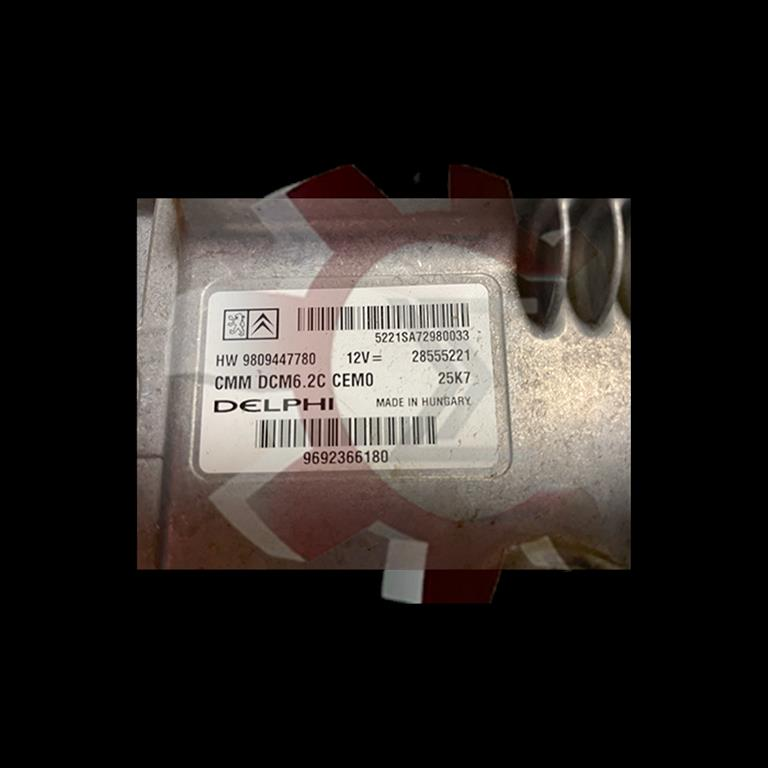 5221SA72980033
HW 9809447780 12V= 28555221
CMM DCM6.2C CEM0 25K7
DELPHI MADE IN HUNGARY
9692366180